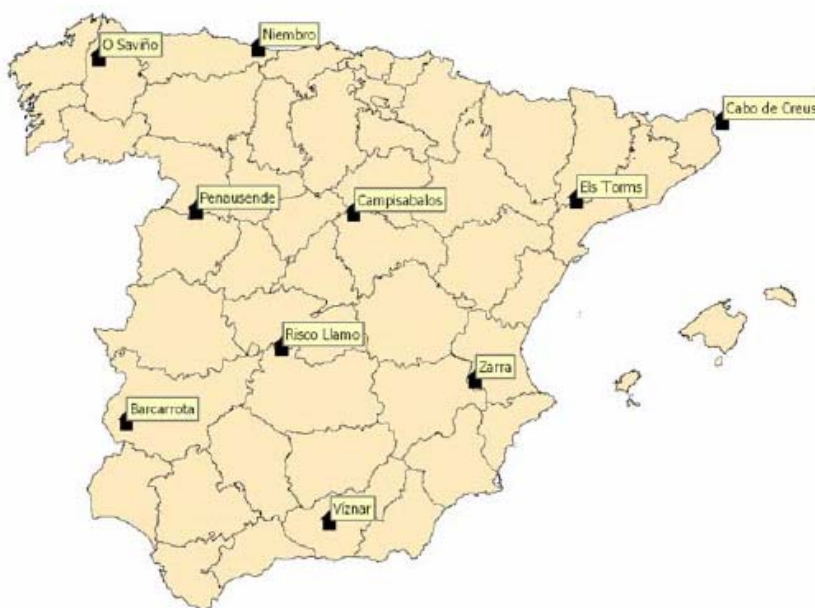 Niembro
O Saviño
Cabo de Creus
Penausende
Campisabalos
Els Torms
Risco Llamo
Zarra
Barcarrota
Víznar